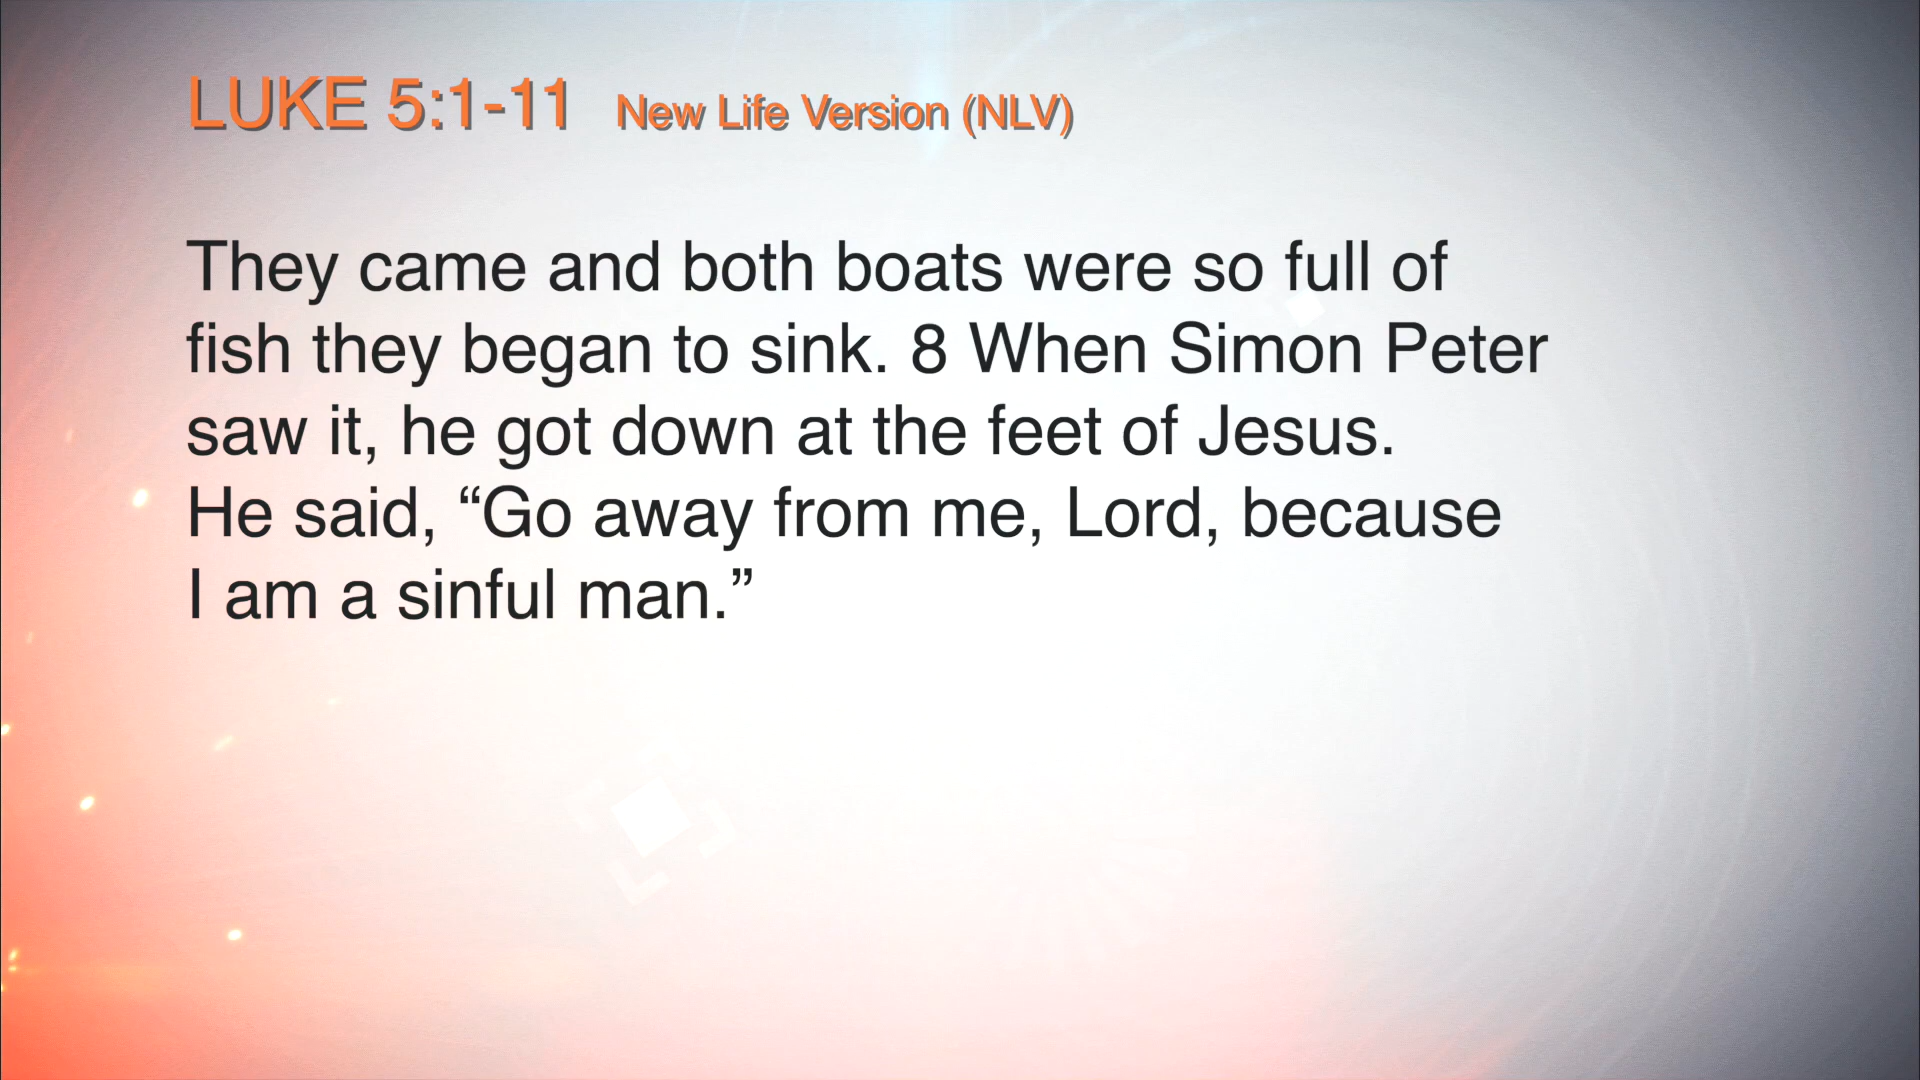 LUKE 5:1-11 New Life Version (NLV)
They came and both boats were so full of
fish they began to sink. 8 When Simon Peter
saw it, he got down at the feet of Jesus.
He said, “Go away from me, Lord, because
I am a sinful man.”